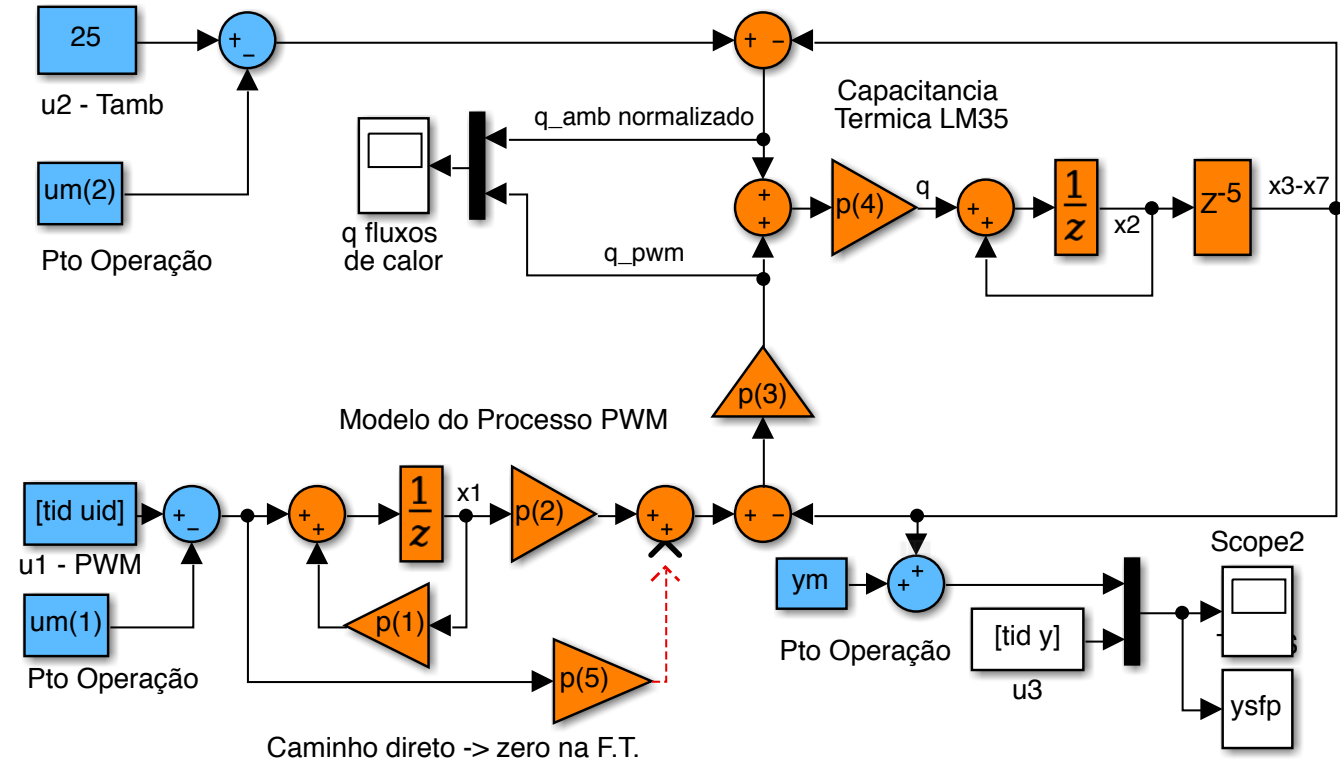 25
+
−
+ −
u2 - Tamb
Capacitancia
Termica LM35
q_amb normalizado
um(2)
+
+
p(4)
q
+
+
1
z
x2
Z-5
x3-x7
q fluxos
de calor
Pto Operação
q_pwm
p(3)
Modelo do Processo PWM
[tid uid]
+
−
+
+
1
z
x1
p(2)
+
+
+ −
u1 - PWM
Scope2
um(1)
p(1)
ym
+
+
[tid y]
Pto Operação
p(5)
Pto Operação
u3
ysfp
Caminho direto -> zero na F.T.